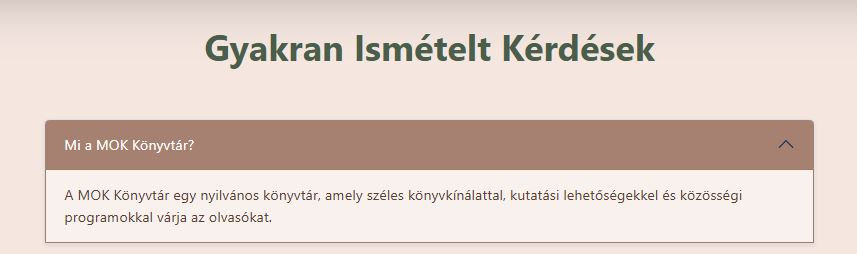 Gyakran Ismételt Kérdések
Mi a MOK Könyvtár?
A MOK Könyvtár egy nyilvános könyvtár, amely széles könyvkínálattal, kutatási lehetőségekkel és közösségi
programokkal várja az olvasókat.